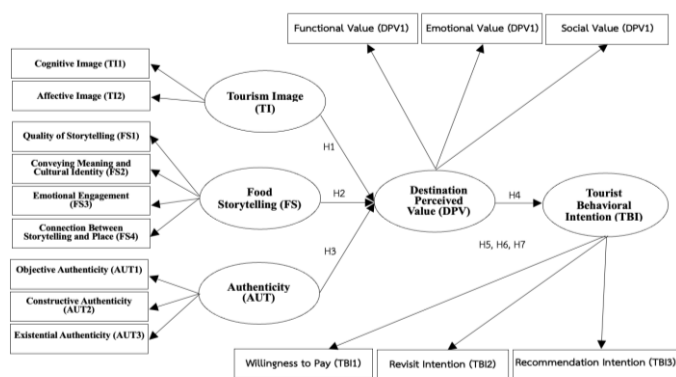 Functional Value (DPV1)
Emotional Value (DPV1)
Social Value (DPV1)
Cognitive Image (TI1)
Affective Image (TI2)
Tourism Image
(TI)
H1
Quality of Storytelling (FS1)
Conveying Meaning and
Cultural Identity (FS2)
Emotional Engagement
(FS3)
Connection Between
Storytelling and Place (FS4)
Food
Storytelling (FS)
H2
Destination
Perceived
Value (DPV)
H4
Tourist
Behavioral
Intention (TBI)
H3
H5, H6, H7
Objective Authenticity (AUT1)
Constructive Authenticity
(AUT2)
Existential Authenticity (AUT3)
Authenticity
(AUT)
Willingness to Pay (TBI1)
Revisit Intention (TBI2)
Recommendation Intention (TBI3)